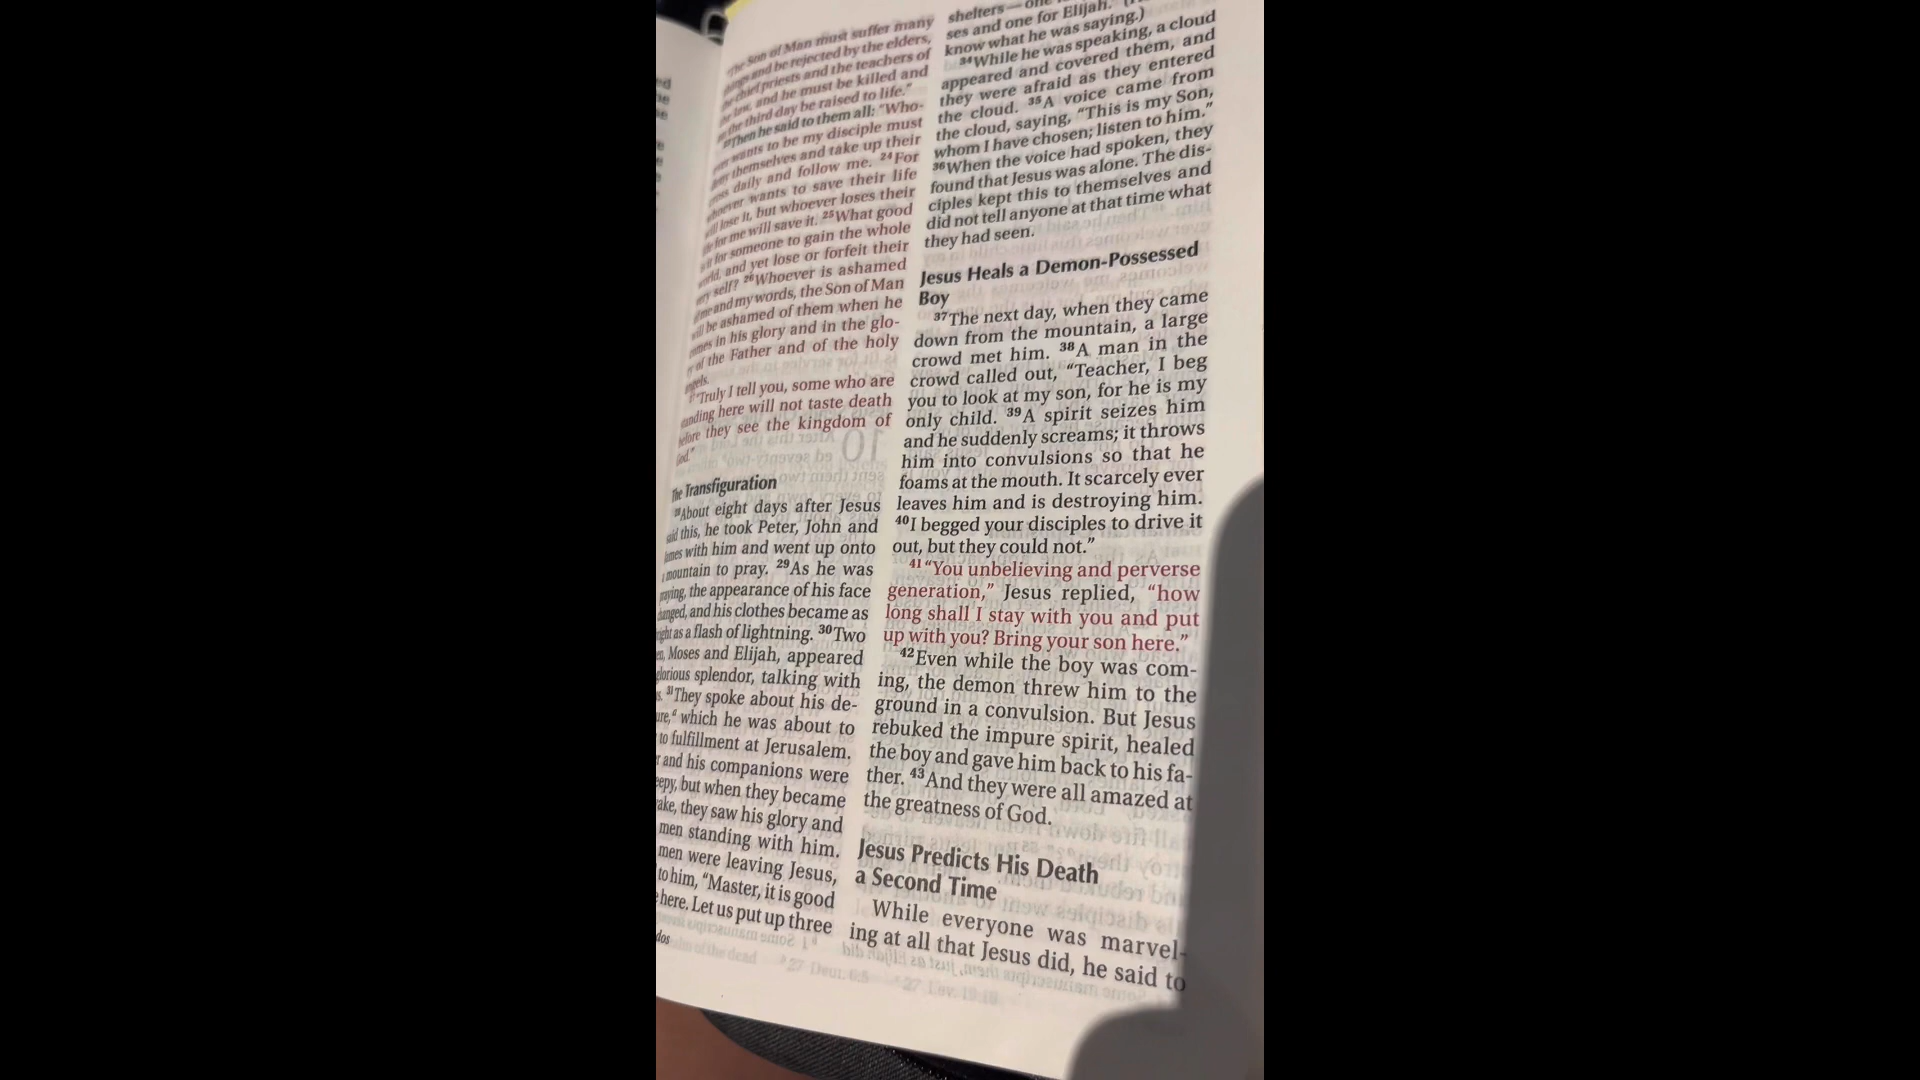 The Son of Man must suffer many
things and be rejected by the elders,
the chief priests and the teachers of
the law, and he must be killed and
on the third day be raised to life."
Then he said to them all: "Who-
ever wants to be my disciple must
deny themselves and take up their
cross daily and follow me. 24For
whoever wants to save their life
will lose it, but whoever loses their
life for me will save it. 25What good
is it for someone to gain the whole
world, and yet lose or forfeit their
very self? 26Whoever is ashamed
of me and my words, the Son of Man
will be ashamed of them when he
comes in his glory and in the glo-
ry of the Father and of the holy
angels.
27"Truly I tell you, some who are
standing here will not taste death
before they see the kingdom of
God."
The Transfiguration
28About eight days after Jesus
said this, he took Peter, John and
James with him and went up onto
a mountain to pray. 29As he was
praying, the appearance of his face
changed, and his clothes became as
bright as a flash of lightning. 30Two
men, Moses and Elijah, appeared
glorious splendor, talking with
31They spoke about his de-
ure,a which he was about to
to fulfillment at Jerusalem.
and his companions were
eepy, but when they became
ake, they saw his glory and
men standing with him.
men were leaving Jesus,
to him, "Master, it is good
here. Let us put up three
dos
shelters—one
ses and one for Elijah."
know what he was saying.)
34While he was speaking, a cloud
appeared and covered them, and
they were afraid as they entered
the cloud. 35A voice came from
the cloud, saying, "This is my Son,
whom I have chosen; listen to him."
36When the voice had spoken, they
found that Jesus was alone. The dis-
ciples kept this to themselves and
did not tell anyone at that time what
they had seen.
Jesus Heals a Demon-Possessed
Boy
37The next day, when they came
down from the mountain, a large
crowd met him. 38A man in the
crowd called out, "Teacher, I beg
you to look at my son, for he is my
only child. 39A spirit seizes him
and he suddenly screams; it throws
him into convulsions so that he
foams at the mouth. It scarcely ever
leaves him and is destroying him.
40I begged your disciples to drive it
out, but they could not."
41"You unbelieving and perverse
generation," Jesus replied, "how
long shall I stay with you and put
up with you? Bring your son here."
42Even while the boy was com-
ing, the demon threw him to the
ground in a convulsion. But Jesus
rebuked the impure spirit, healed
the boy and gave him back to his fa-
ther. 43And they were all amazed at
the greatness of God.
Jesus Predicts His Death
a Second Time
While everyone was marvel-
ing at all that Jesus did, he said to